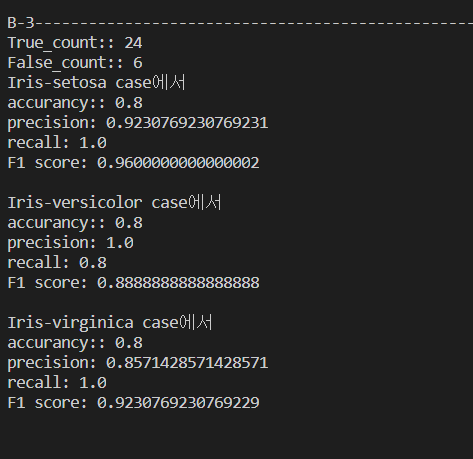 B-3------------------------------------------------
True_count:: 24
False_count:: 6
Iris-setosa case에서
accurancy:: 0.8
precision: 0.9230769230769231
recall: 1.0
F1 score: 0.9600000000000002
Iris-versicolor case에서
accurancy:: 0.8
precision: 1.0
recall: 0.8
F1 score: 0.8888888888888888
Iris-virginica case에서
accurancy:: 0.8
precision: 0.8571428571428571
recall: 1.0
F1 score: 0.9230769230769229